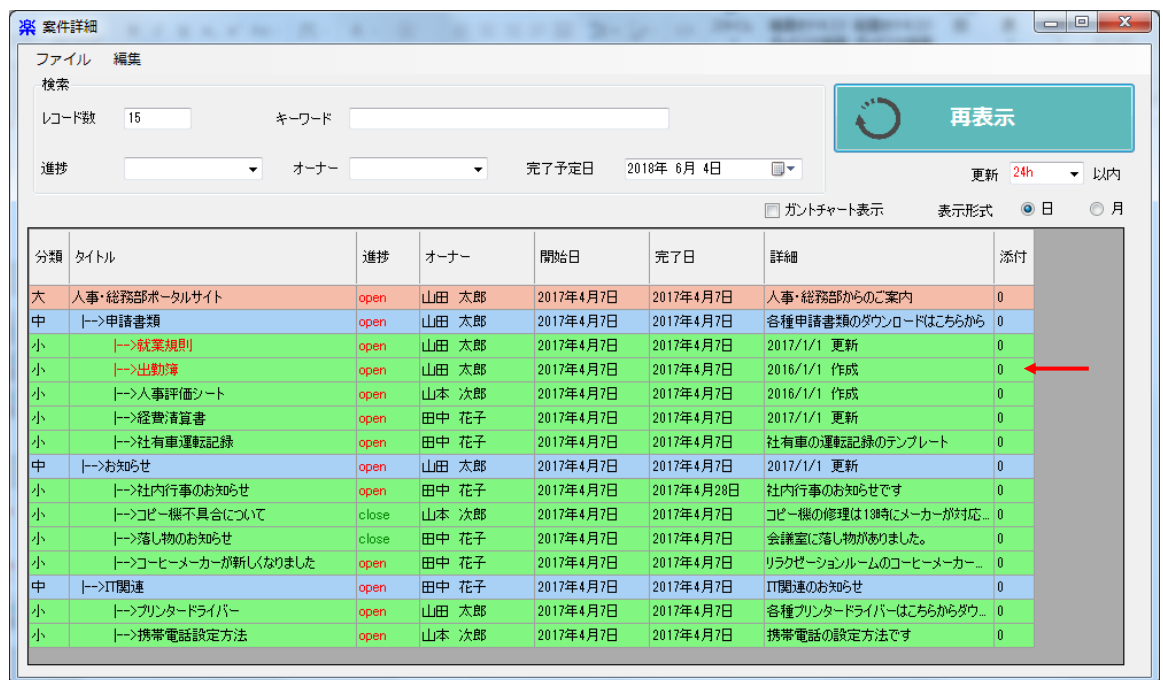 楽 案件詳細
ファイル 編集
検索
レコード数 15 キーワード
再表示
進捗 オーナー 完了予定日 2018年 6月 4日
更新 24h 以内
ガントチャート表示 表示形式 日 月
分類 タイトル 進捗 オーナー 開始日 完了日 詳細 添付
大 人事・総務部ポータルサイト open 山田 太郎 2017年4月7日 2017年4月7日 人事・総務部からのご案内 0
中 |-->申請書類 open 山田 太郎 2017年4月7日 2017年4月7日 各種申請書類のダウンロードはこちらから 0
小 |-->就業規則 open 山田 太郎 2017年4月7日 2017年4月7日 2017/1/1 更新 0
小 |-->出勤簿 open 山田 太郎 2017年4月7日 2017年4月7日 2016/1/1 作成 0
小 |-->人事評価シート open 山本 次郎 2017年4月7日 2017年4月7日 2016/1/1 作成 0
小 |-->経費清算書 open 田中 花子 2017年4月7日 2017年4月7日 2017/1/1 更新 0
小 |-->社有車運転記録 open 田中 花子 2017年4月7日 2017年4月7日 社有車の運転記録のテンプレート 0
中 |-->お知らせ open 山田 太郎 2017年4月7日 2017年4月7日 2017/1/1 更新 0
小 |-->社内行事のお知らせ open 田中 花子 2017年4月7日 2017年4月28日 社内行事のお知らせです 0
小 |-->コピー機不具合について close 山本 次郎 2017年4月7日 2017年4月7日 コピー機の修理は13時にメーカーが対応... 0
小 |-->落し物のお知らせ close 田中 花子 2017年4月7日 2017年4月7日 会議室に落し物がありました。 0
小 |-->コーヒーメーカーが新しくなりました open 田中 花子 2017年4月7日 2017年4月7日 リラクゼーションルームのコーヒーメーカー... 0
中 |-->IT関連 open 田中 花子 2017年4月7日 2017年4月7日 IT関連のお知らせ 0
小 |-->プリンタードライバー open 山田 太郎 2017年4月7日 2017年4月7日 各種プリンタードライバーはこちらからダウ... 0
小 |-->携帯電話設定方法 open 山本 次郎 2017年4月7日 2017年4月7日 携帯電話の設定方法です 0